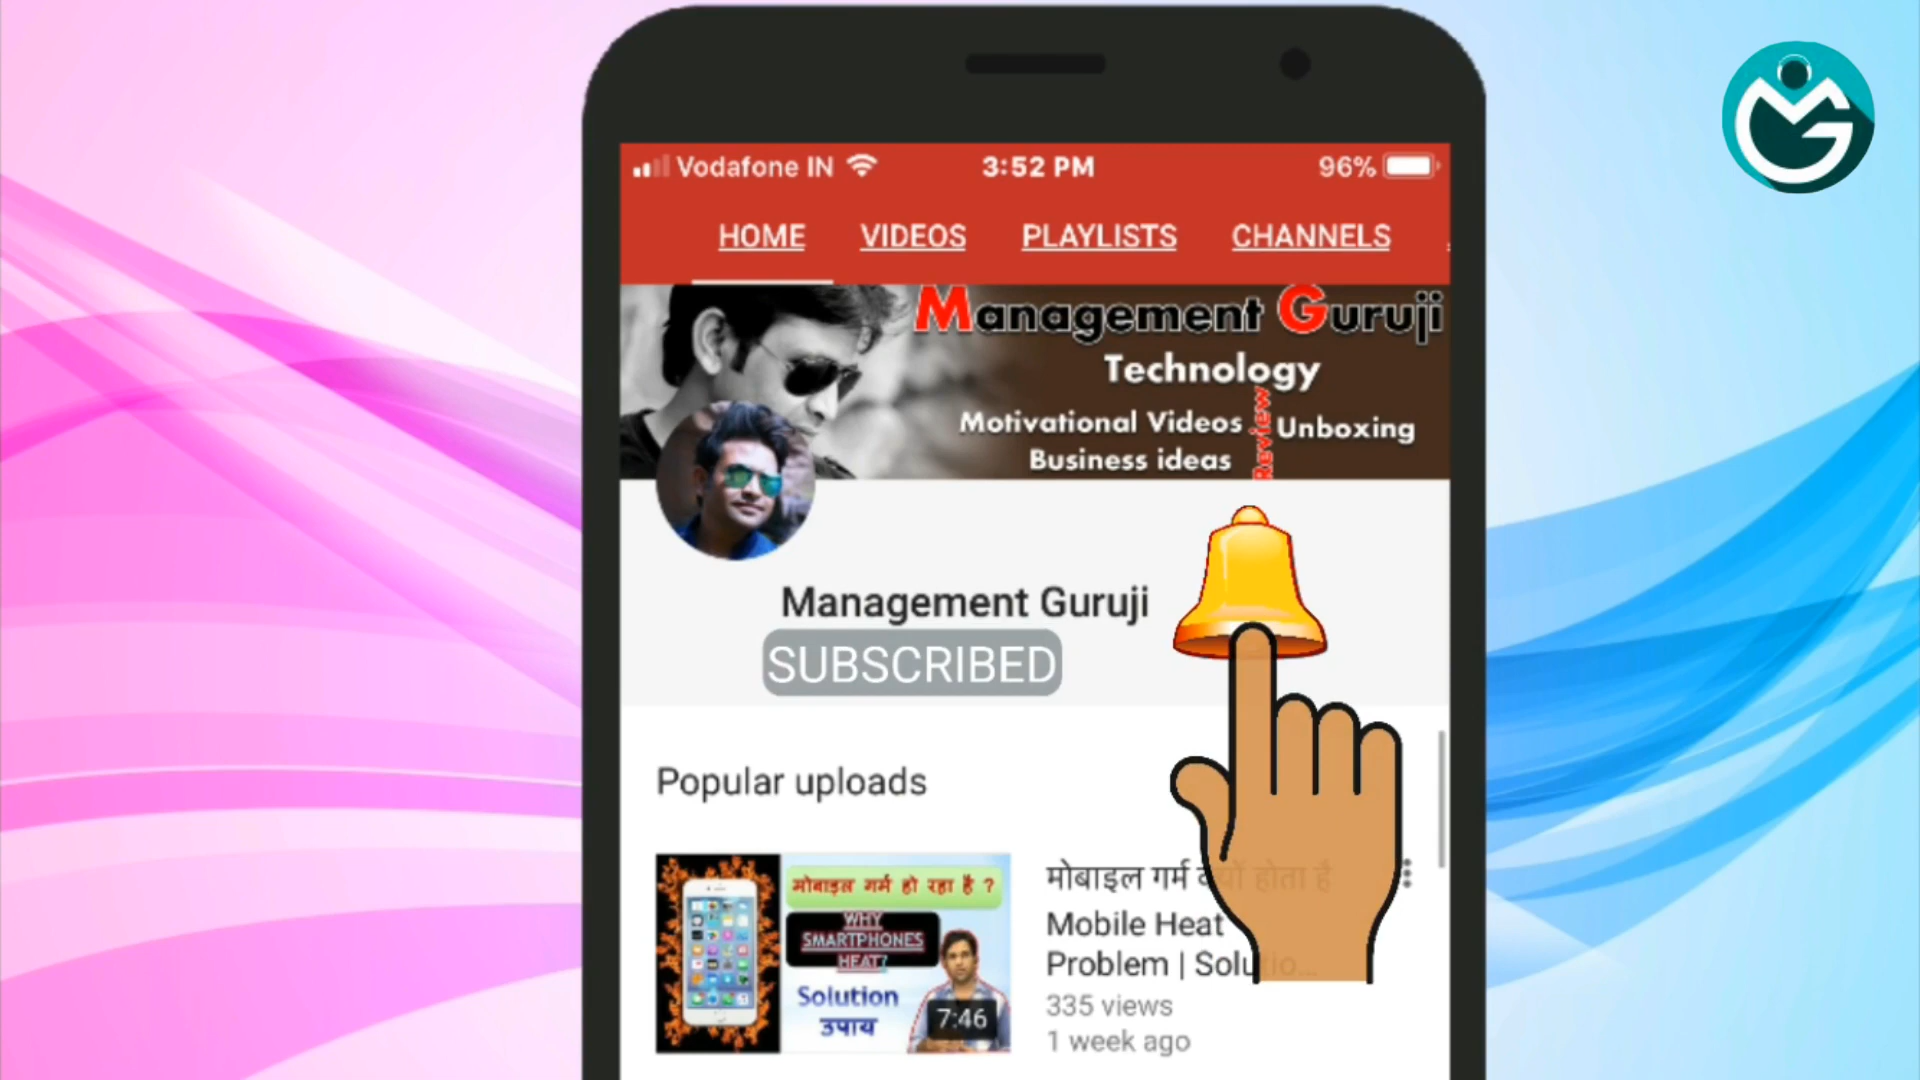 Vodafone IN 3:52 PM 96%
HOME VIDEOS PLAYLISTS CHANNELS
Management Guruji
Technology
Motivational Videos
Business ideas
Review
Unboxing
Management Guruji
SUBSCRIBED
Popular uploads
मोबाइल गर्म हो रहा है ?
WHY
SMARTPHONES
HEAT?
Solution
उपाय
7:46
मोबाइल गर्म क्यों होता है
Mobile Heat
Problem | Solutio...
335 views
1 week ago
MG